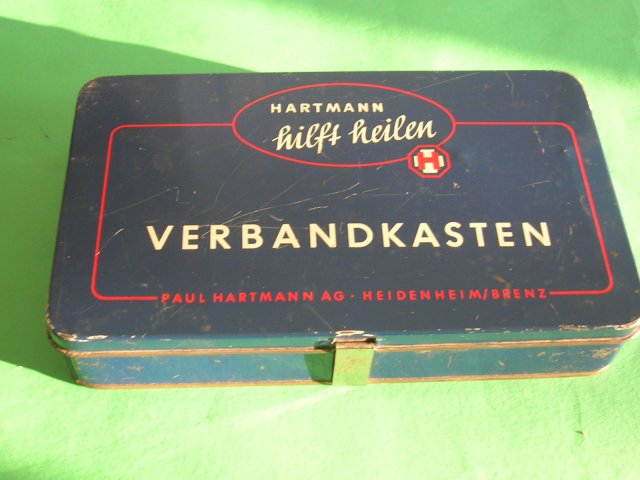 HARTMANN
hilft heilen
H
VERBANDKASTEN
PAUL HARTMANN AG · HEIDENHEIM/BRENZ